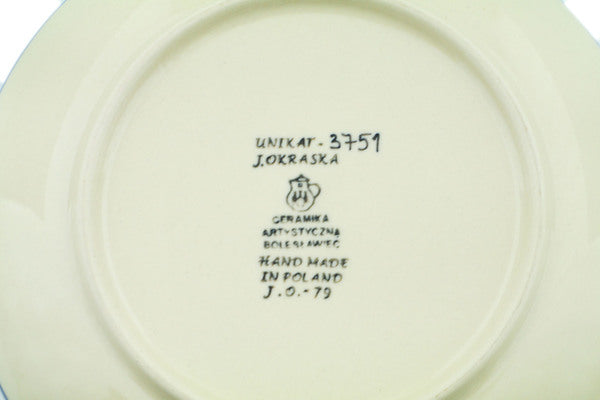 UNIKAT - 3751
J.OKRASKA
CERAMIKA
ARTYSTYCZNA
BOLESŁAWIEC
HAND MADE
IN POLAND
J.O.-79